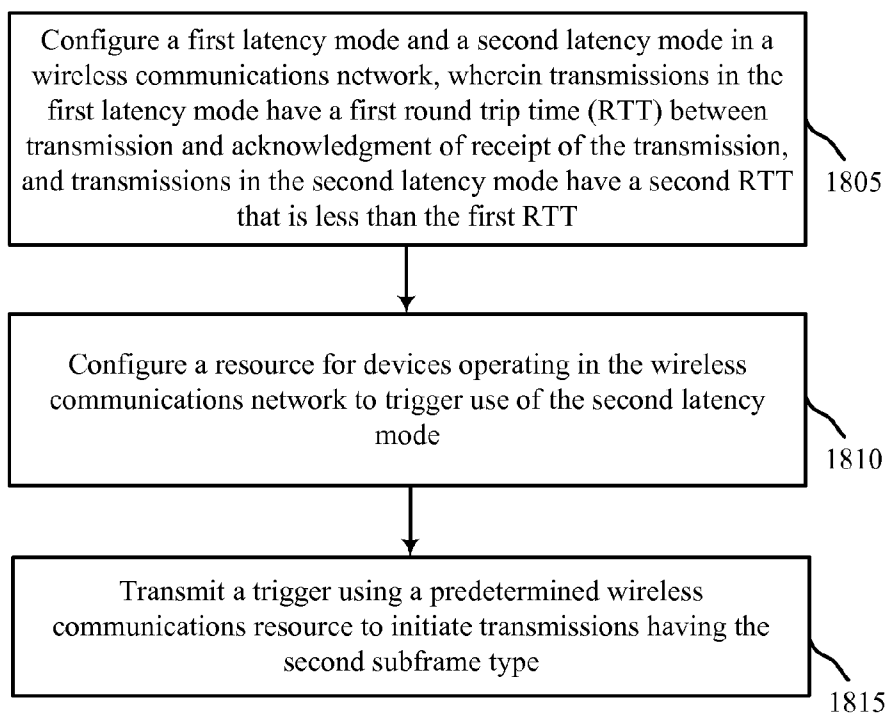 Configure a first latency mode and a second latency mode in a
wireless communications network, wherein transmissions in the
first latency mode have a first round trip time (RTT) between
transmission and acknowledgment of receipt of the transmission,
and transmissions in the second latency mode have a second RTT
that is less than the first RTT
1805
Configure a resource for devices operating in the wireless
communications network to trigger use of the second latency
mode
1810
Transmit a trigger using a predetermined wireless
communications resource to initiate transmissions having the
second subframe type
1815